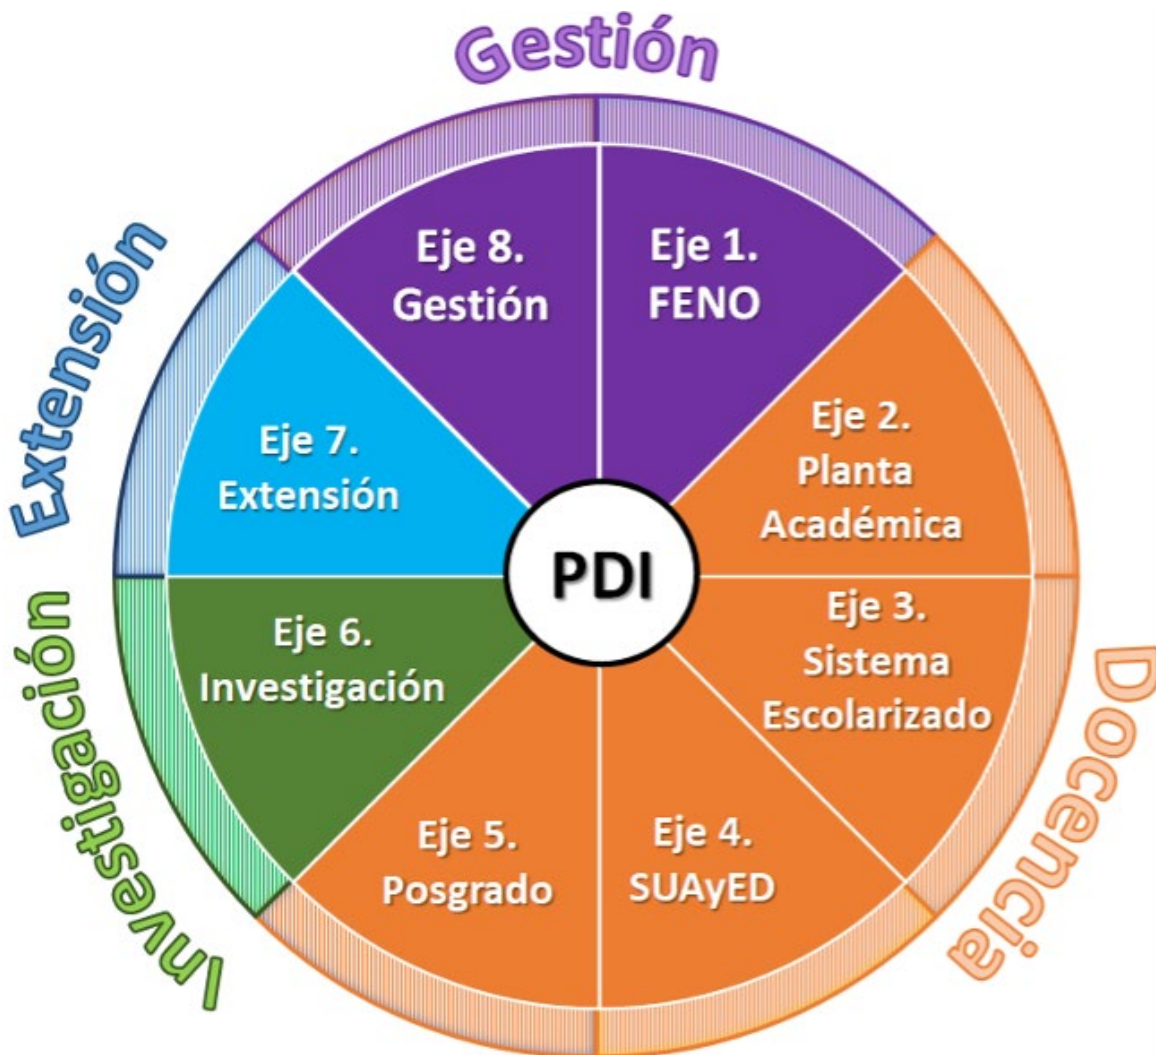 Gestión
Eje 8.
Gestión
Eje 1.
FENO
Extensión
Eje 7.
Extensión
Eje 2.
Planta
Académica
PDI
Investigación
Eje 6.
Investigación
Eje 3.
Sistema
Escolarizado
Docencia
Eje 5.
Posgrado
Eje 4.
SUAyED